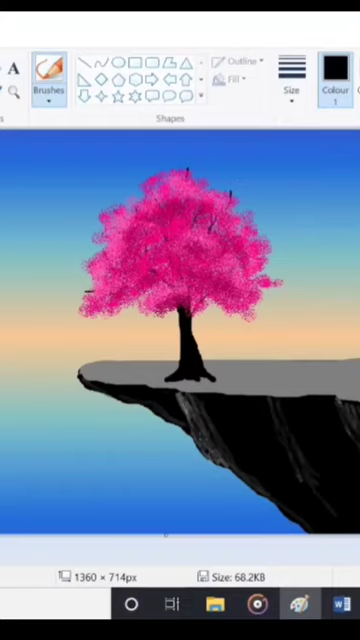 A
Outline
Brushes
Fill
Size
Colour
1
Shapes
1360 × 714px
Size: 68.2KB
W